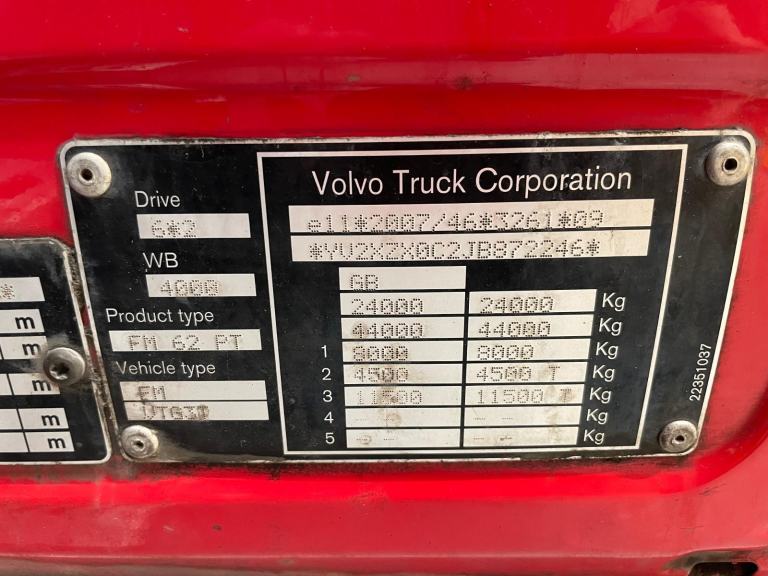 Drive
6*2
WB
4000
Product type
FM 62 PT
Vehicle type
FM
VTG3T
Volvo Truck Corporation
e11*2007/46*3261*09
*YV2XZX0C2JB872246*
GB
24000 24000 Kg
44000 44000 Kg
1 8000 8000 Kg
2 4500 4500 T Kg
3 11500 11500 T Kg
4 -- -- Kg
5 -- -- Kg
22351037
*
m
m
m
m
m